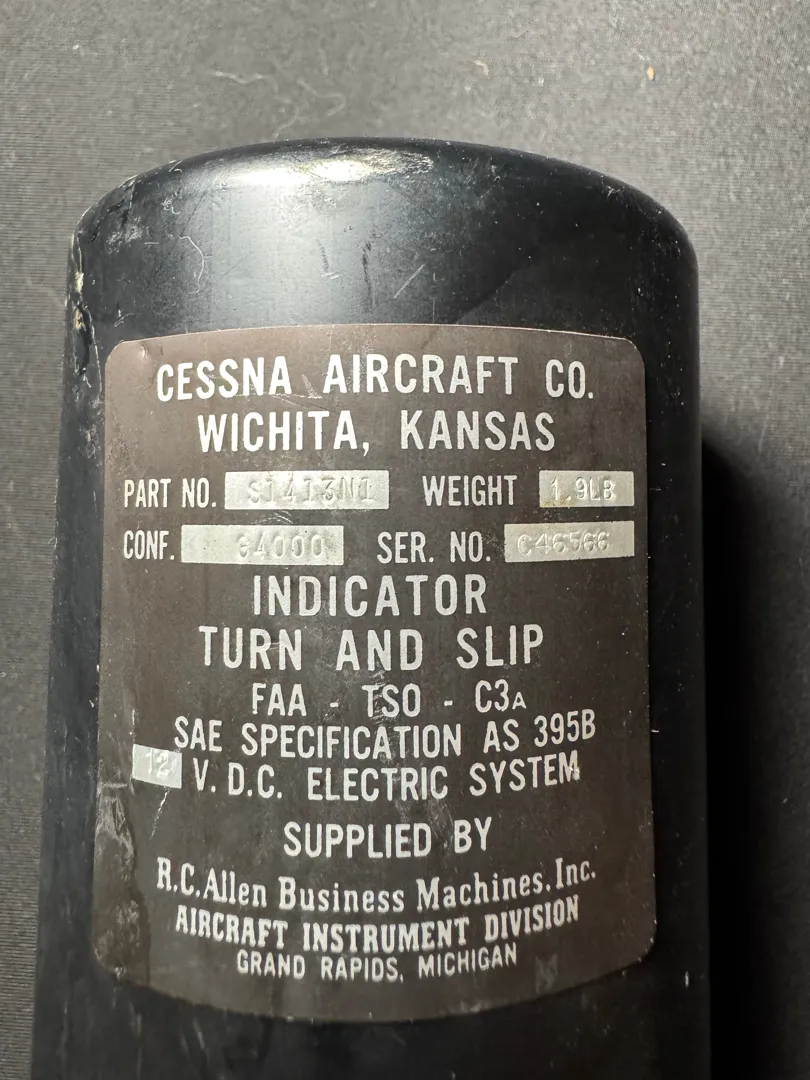 CESSNA AIRCRAFT CO.
WICHITA, KANSAS
PART NO. S1413N1 WEIGHT 1.9LB
CONF. 64000 SER. NO. C46566
INDICATOR
TURN AND SLIP
FAA - TSO - C3A
SAE SPECIFICATION AS 395B
12 V. D.C. ELECTRIC SYSTEM
SUPPLIED BY
R.C.Allen Business Machines. Inc.
AIRCRAFT INSTRUMENT DIVISION
GRAND RAPIDS, MICHIGAN